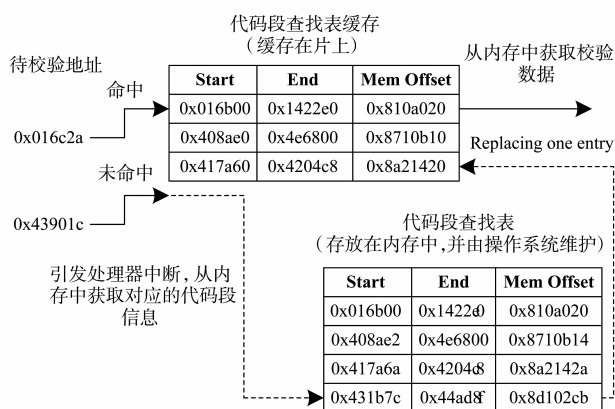 代码段查找表缓存
(缓存在片上)
待校验地址
命中
0x016c2a
未命中
0x43901c
Start End Mem Offset
0x016b00 0x1422e0 0x810a020
0x408ae0 0x4e6800 0x8710b10
0x417a60 0x4204c8 0x8a21420
从内存中获取校验
数据
Replacing one entry
引发处理器中断，从内
存中获取对应的代码段
信息
代码段查找表
(存放在内存中，并由操作系统维护)
Start End Mem Offset
0x016b00 0x1422e0 0x810a020
0x408ae2 0x4e6800 0x8710b14
0x417a6a 0x4204c8 0x8a2142a
0x431b7c 0x8d102cb